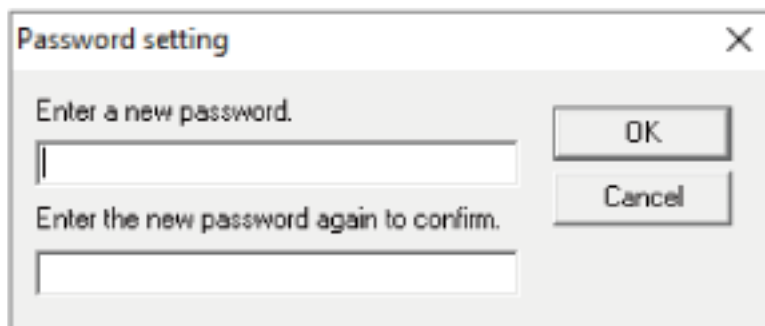 Password setting
Enter a new password.
OK
Cancel
Enter the new password again to confirm.